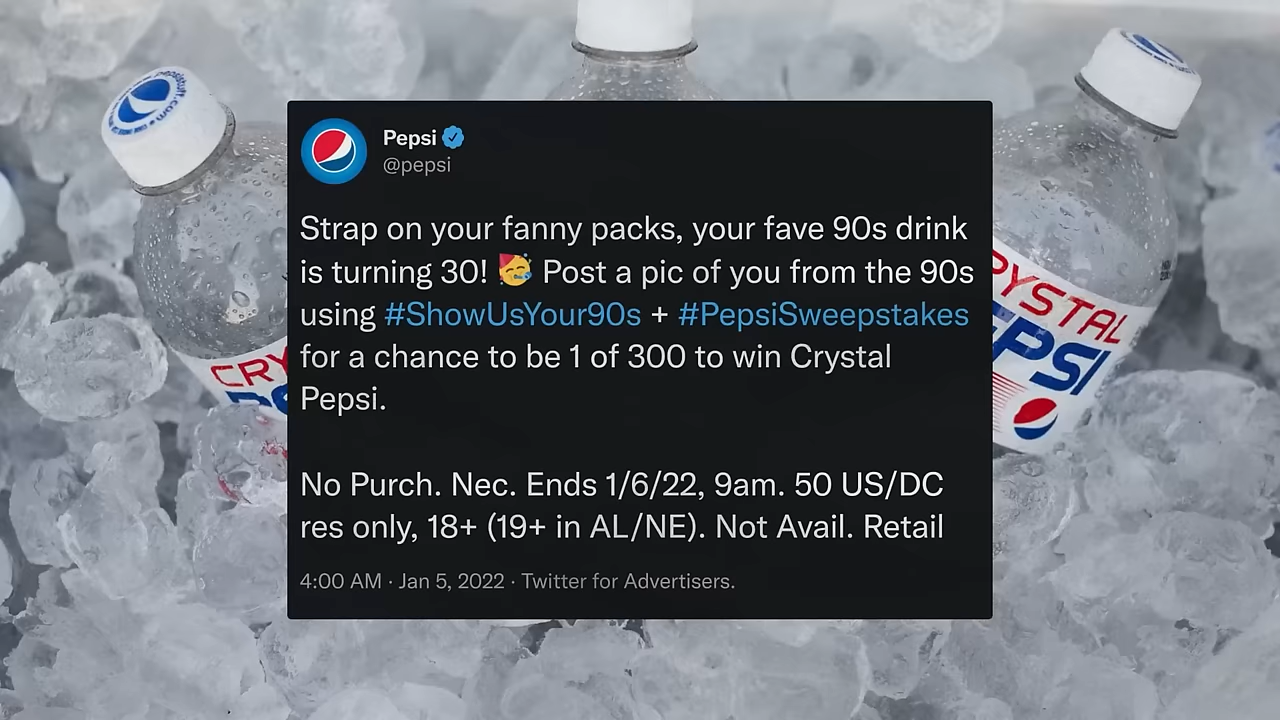 Pepsi
@pepsi
Strap on your fanny packs, your fave 90s drink
is turning 30! 🥳 Post a pic of you from the 90s
using #ShowUsYour90s + #PepsiSweepstakes
for a chance to be 1 of 300 to win Crystal
Pepsi.
No Purch. Nec. Ends 1/6/22, 9am. 50 US/DC
res only, 18+ (19+ in AL/NE). Not Avail. Retail
4:00 AM · Jan 5, 2022 · Twitter for Advertisers.
CRY
RYSTAL
EPSI